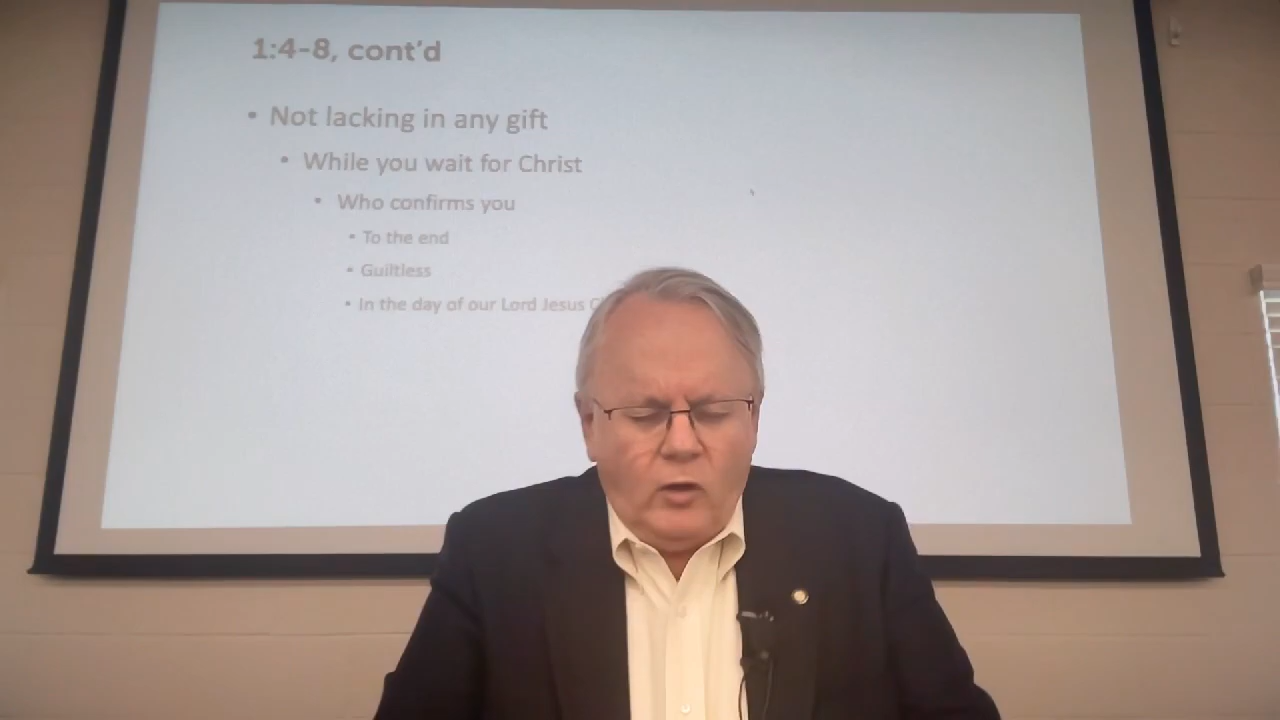 1:4-8, cont'd
• Not lacking in any gift
• While you wait for Christ
• Who confirms you
• To the end
• Guiltless
• In the day of our Lord Jesus